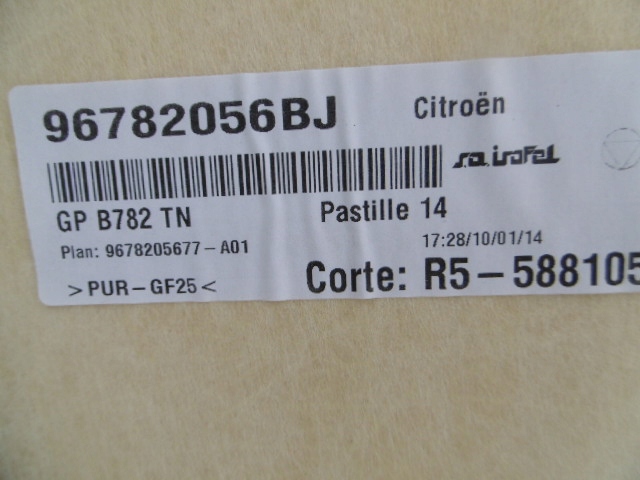 96782056BJ Citroën
sa irofel
GP B782 TN Pastille 14
Plan: 9678205677-A01 17:28/10/01/14
>PUR-GF25< Corte: R5-588105